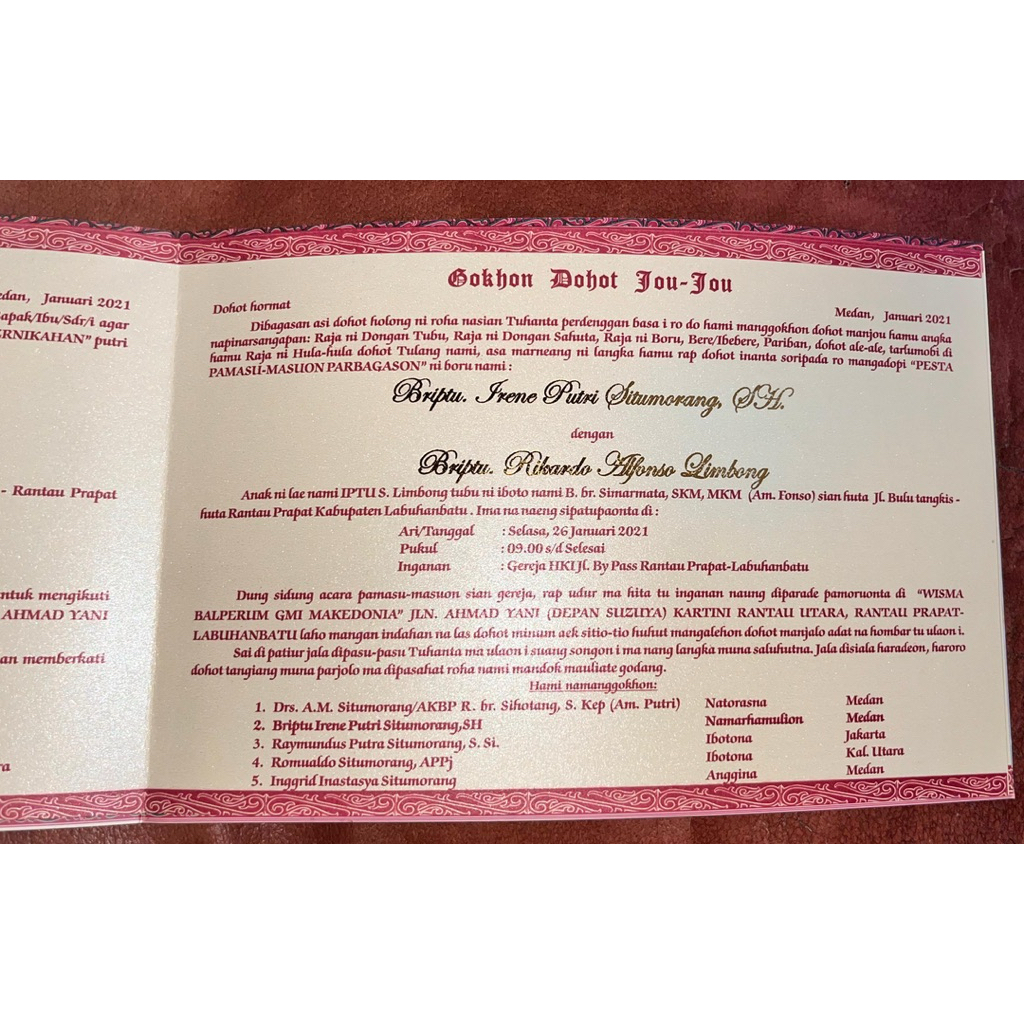 edan, Januari 2021
apak/Ibu/Sdr/i agar
ERNIKAHAN" putri
- Rantau Prapat
ntuk mengikuti
AHMAD YANI
an memberkati
ra
Gokhon Dohot Jou-Jou
Dohot hormat
Medan, Januari 2021
Dibagasan asi dohot holong ni roha nasian Tuhanta perdenggan basa i ro do hami manggokhon dohot manjou hamu angka
napinarsangapan: Raja ni Dongan Tubu, Raja ni Dongan Sahuta, Raja ni Boru, Bere/Ibebere, Pariban, dohot ale-ale, tarlumobi di
hamu Raja ni Hula-hula dohot Tulang nami, asa marneang ni langka hamu rap dohot inanta soripada ro mangadopi "PESTA
PAMASU-MASUON PARBAGASON" ni boru nami :
Briptu. Irene Putri Situmorang, SH.
dengan
Briptu. Rikardo Alfonso Limbong
Anak ni lae nami IPTU S. Limbong tubu ni iboto nami B. br. Simarmata, SKM, MKM (Am. Fonso) sian huta Jl. Bulu tangkis -
huta Rantau Prapat Kabupaten Labuhanbatu . Ima na naeng sipatupaonta di :
Ari/Tanggal : Selasa, 26 Januari 2021
Pukul : 09.00 s/d Selesai
Inganan : Gereja HKI Jl. By Pass Rantau Prapat-Labuhanbatu
Dung sidung acara pamasu-masuon sian gereja, rap udur ma hita tu inganan naung diparade pamoruonta di "WISMA
BALPERUM GMI MAKEDONIA" JLN. AHMAD YANI (DEPAN SUZUYA) KARTINI RANTAU UTARA, RANTAU PRAPAT-
LABUHANBATU laho mangan indahan na las dohot minum aek sitio-tio huhut mangalehon dohot manjalo adat na hombar tu ulaon i.
Sai di patiur jala dipasu-pasu Tuhanta ma ulaon i suang songon i ma nang langka muna saluhutna. Jala disiala haradeon, haroro
dohot tangiang muna parjolo ma dipasahat roha nami mandok mauliate godang.
Hami namanggokhon:
1. Drs. A.M. Situmorang/AKBP R. br. Sihotang, S. Kep (Am. Putri) Natorasna Medan
2. Briptu Irene Putri Situmorang,SH Namarhamulion Medan
3. Raymundus Putra Situmorang, S. Si. Ibotona Jakarta
4. Romualdo Situmorang, APPj Ibotona Kal. Utara
5. Inggrid Inastasya Situmorang Anggina Medan